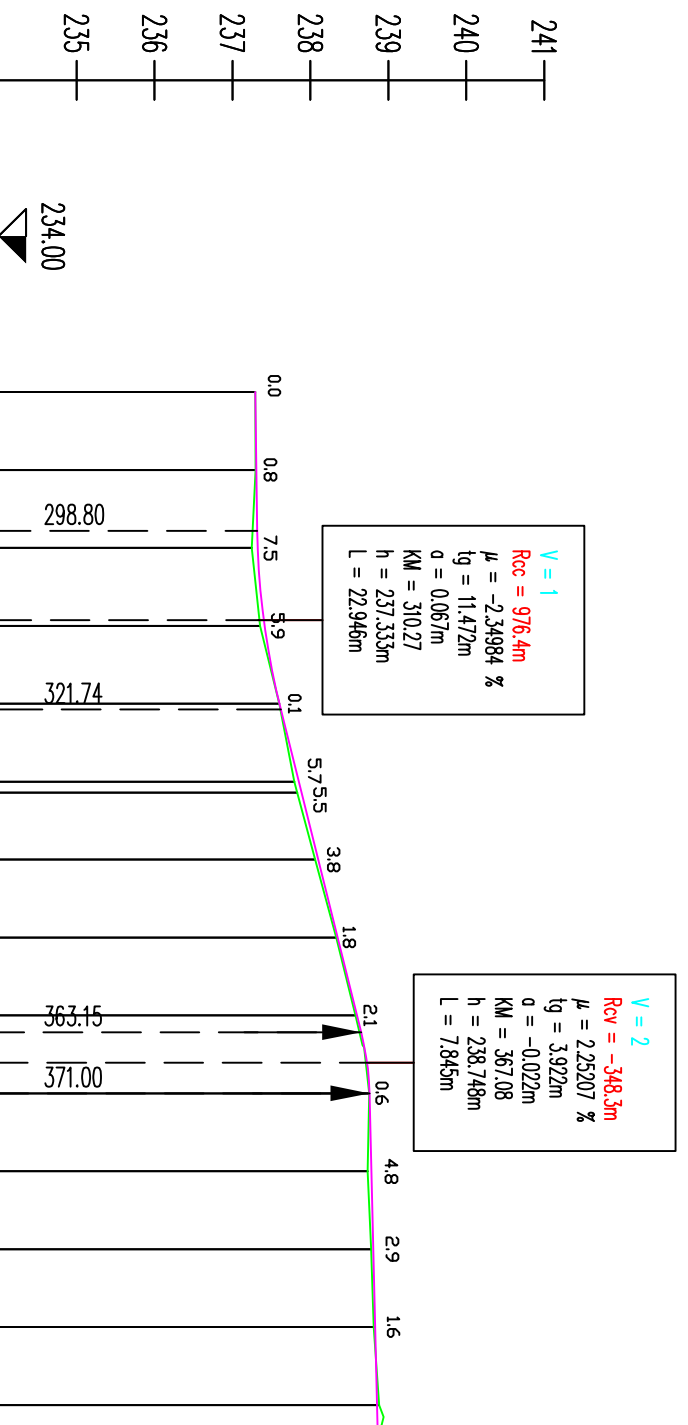 241
240
239
238
237
236
235
234.00
V = 1
Rcc = 976.4m
μ = -2.34984 %
tg = 11.472m
a = 0.067m
KM = 310.27
h = 237.333m
L = 22.946m
V = 2
Rcv = -348.3m
μ = 2.25207 %
tg = 3.922m
a = -0.022m
KM = 367.08
h = 238.748m
L = 7.845m
0.0
0.8
7.5
5.9
0.1
5.7 5.5
3.8
1.8
2.1
0.6
4.8
2.9
1.6
298.80
321.74
363.15
371.00